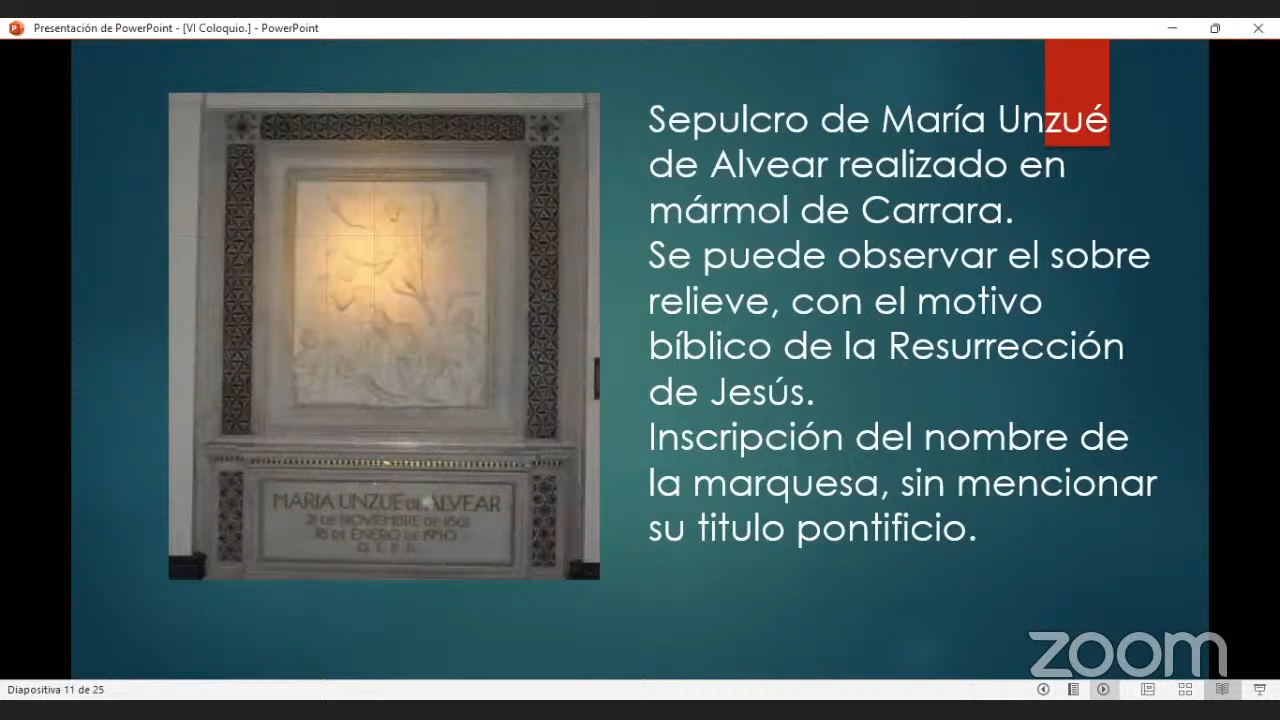 Presentación de PowerPoint - [VI Coloquio.] - PowerPoint
Sepulcro de María Unzué
de Alvear realizado en
mármol de Carrara.
Se puede observar el sobre
relieve, con el motivo
bíblico de la Resurrección
de Jesús.
Inscripción del nombre de
la marquesa, sin mencionar
su titulo pontificio.
MARIA UNZUE DE ALVEAR
DE NOVIEMBRE DE
DE ENERO DE
zoom
Diapositiva 11 de 25